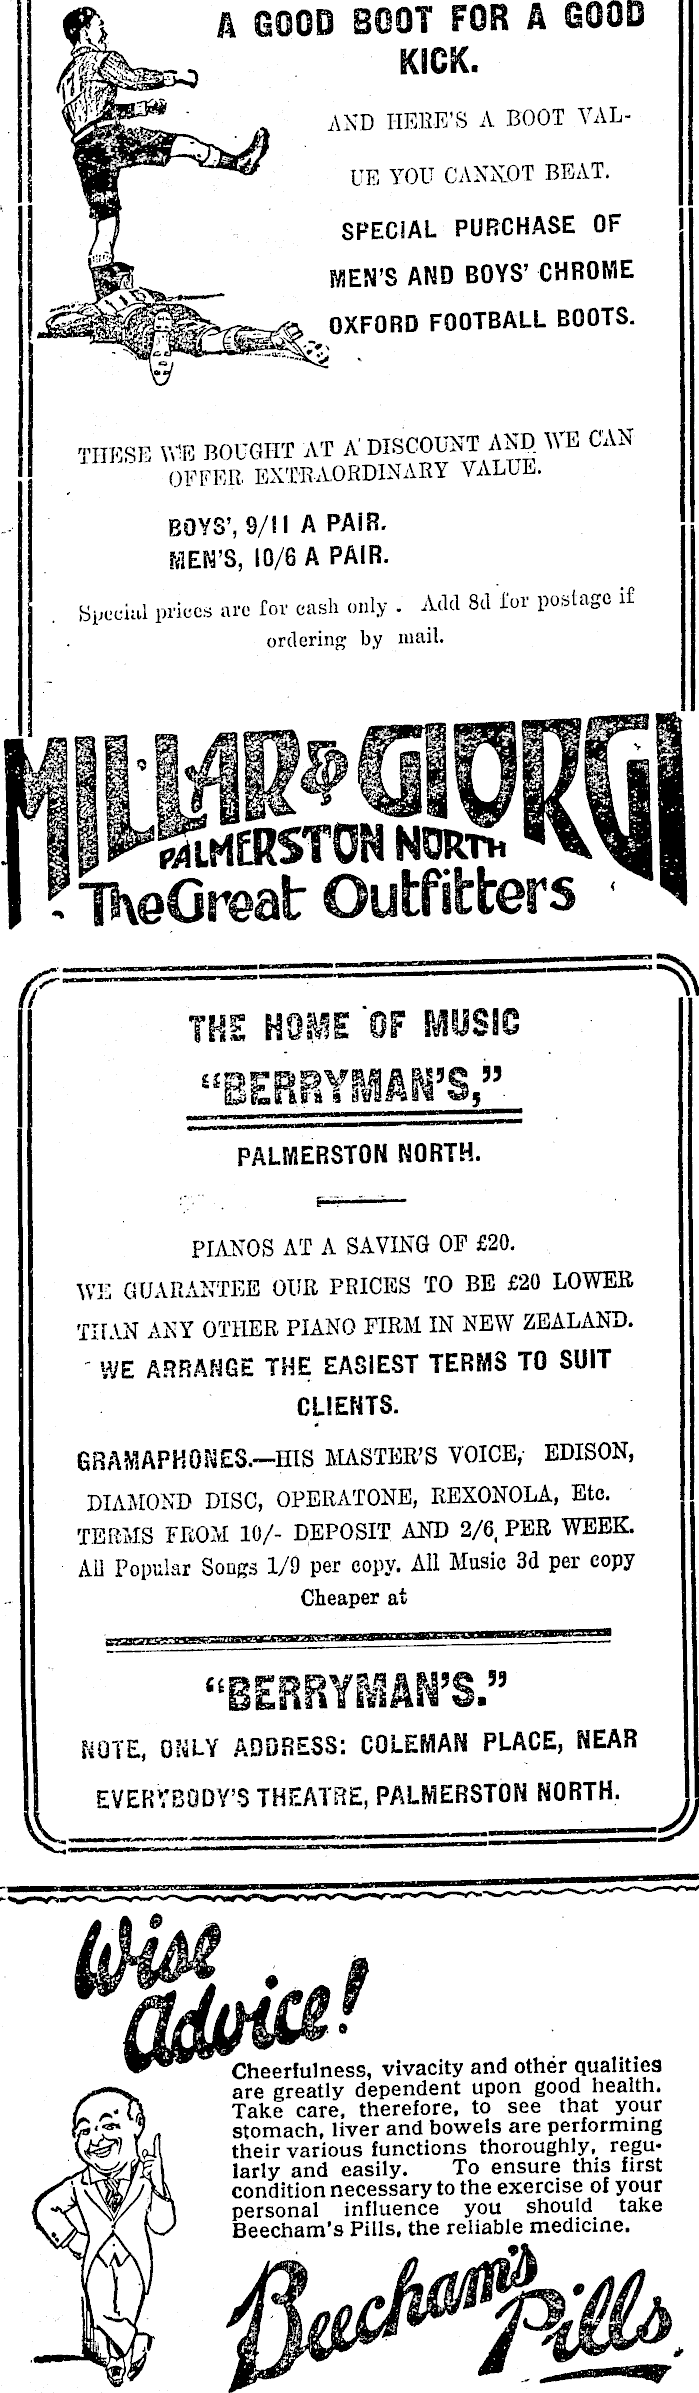 A GOOD BOOT FOR A GOOD
KICK.
AND HERE'S A BOOT VAL-
UE YOU CANNOT BEAT.
SPECIAL PURCHASE OF
MEN'S AND BOYS' CHROME
OXFORD FOOTBALL BOOTS.
THESE WE BOUGHT AT A DISCOUNT AND WE CAN
OFFER EXTRAORDINARY VALUE.
BOYS', 9/11 A PAIR.
MEN'S, 10/6 A PAIR.
Special prices are for cash only. Add 8d for postage if
ordering by mail.
MILLAR & GIORGI
PALMERSTON NORTH
The Great Outfitters
THE HOME OF MUSIC
"BERRYMAN'S,"
PALMERSTON NORTH.
PIANOS AT A SAVING OF £20.
WE GUARANTEE OUR PRICES TO BE £20 LOWER
THAN ANY OTHER PIANO FIRM IN NEW ZEALAND.
WE ARRANGE THE EASIEST TERMS TO SUIT
CLIENTS.
GRAMAPHONES.—HIS MASTER'S VOICE, EDISON,
DIAMOND DISC, OPERATONE, REXONOLA, Etc.
TERMS FROM 10/- DEPOSIT AND 2/6 PER WEEK.
All Popular Songs 1/9 per copy. All Music 3d per copy
Cheaper at
"BERRYMAN'S."
NOTE, ONLY ADDRESS: COLEMAN PLACE, NEAR
EVERYBODY'S THEATRE, PALMERSTON NORTH.
Wise
Advice!
Cheerfulness, vivacity and other qualities
are greatly dependent upon good health.
Take care, therefore, to see that your
stomach, liver and bowels are performing
their various functions thoroughly, regu-
larly and easily. To ensure this first
condition necessary to the exercise of your
personal influence you should take
Beecham's Pills, the reliable medicine.
Beecham's
Pills